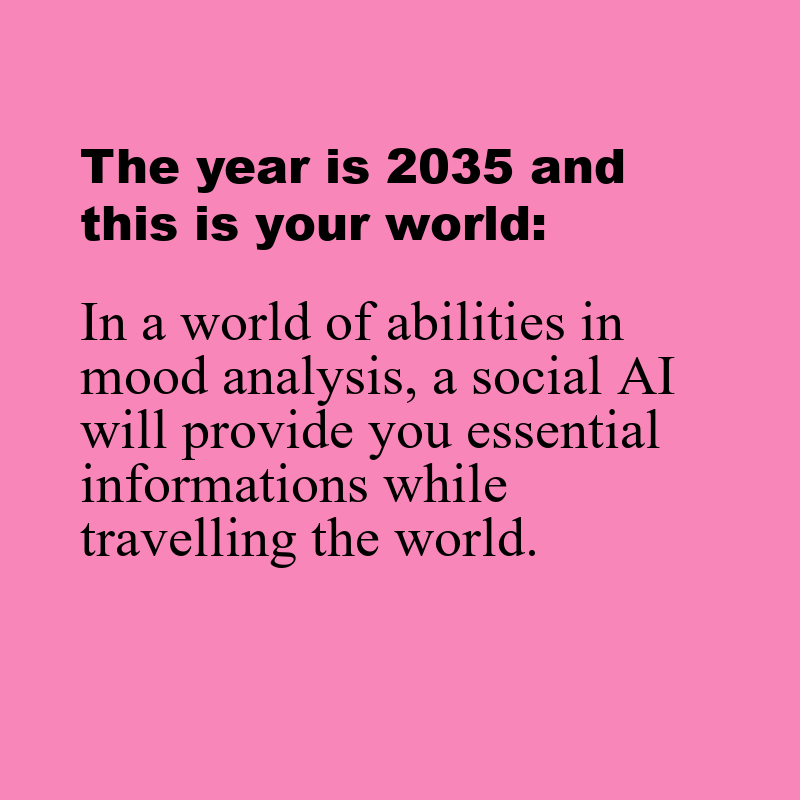 The year is 2035 and
this is your world:
In a world of abilities in
mood analysis, a social AI
will provide you essential
informations while
travelling the world.